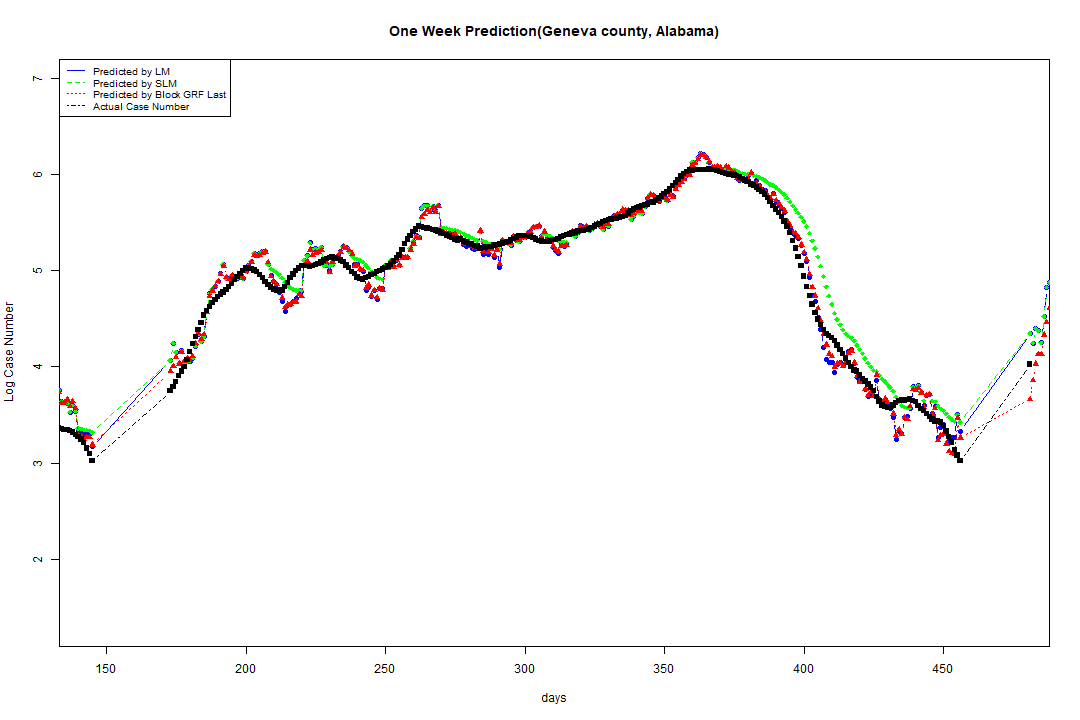 One Week Prediction(Geneva county, Alabama)
Predicted by LM
Predicted by SLM
Predicted by Block GRF Last
Actual Case Number
7
6
5
4
3
2
Log Case Number
150 200 250 300 350 400 450
days